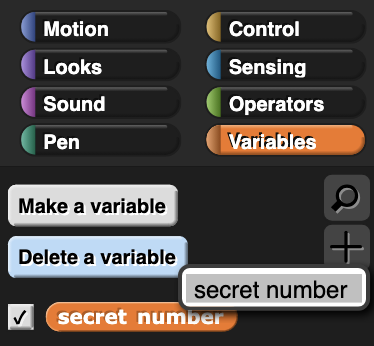 Motion
Control
Looks
Sensing
Sound
Operators
Pen
Variables
Make a variable
Delete a variable
secret number
secret number